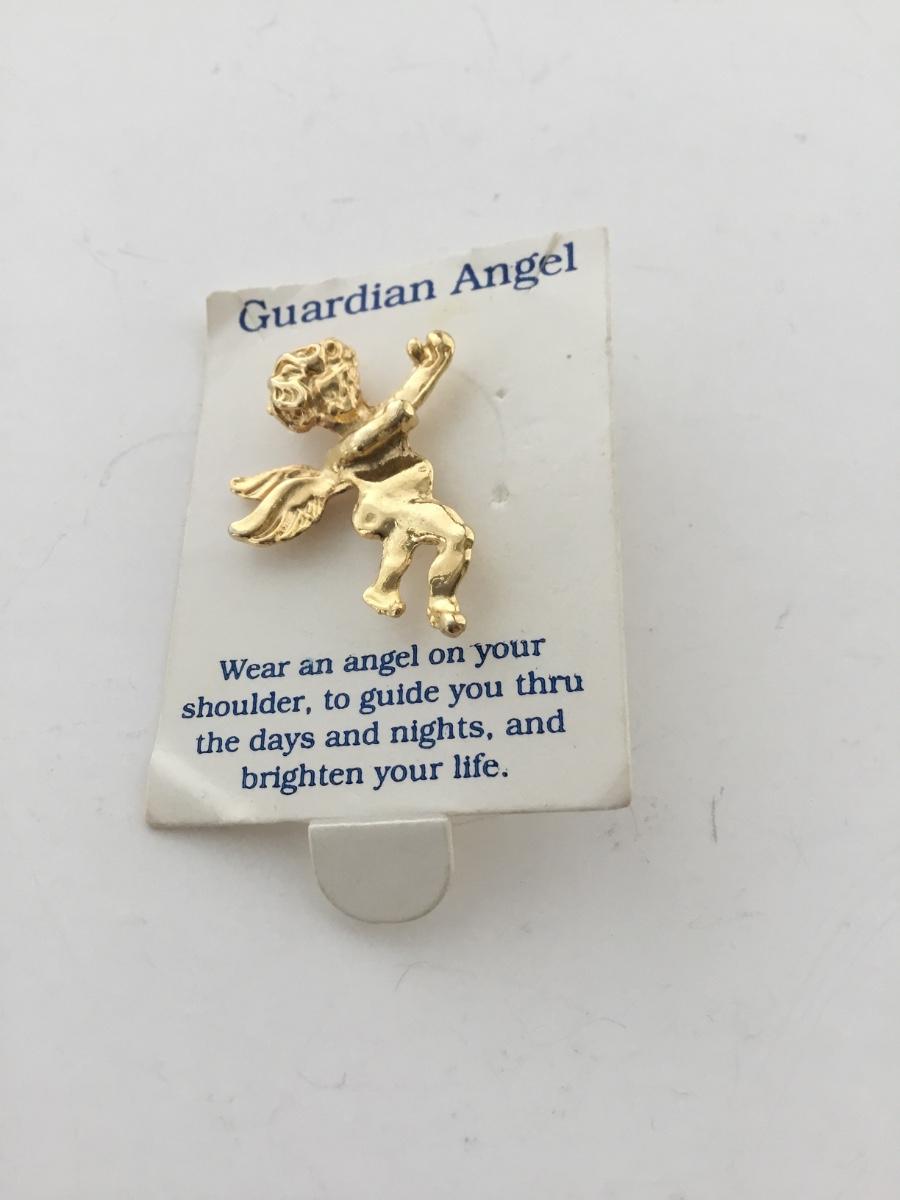 Guardian Angel
Wear an angel on your
shoulder, to guide you thru
the days and nights, and
brighten your life.